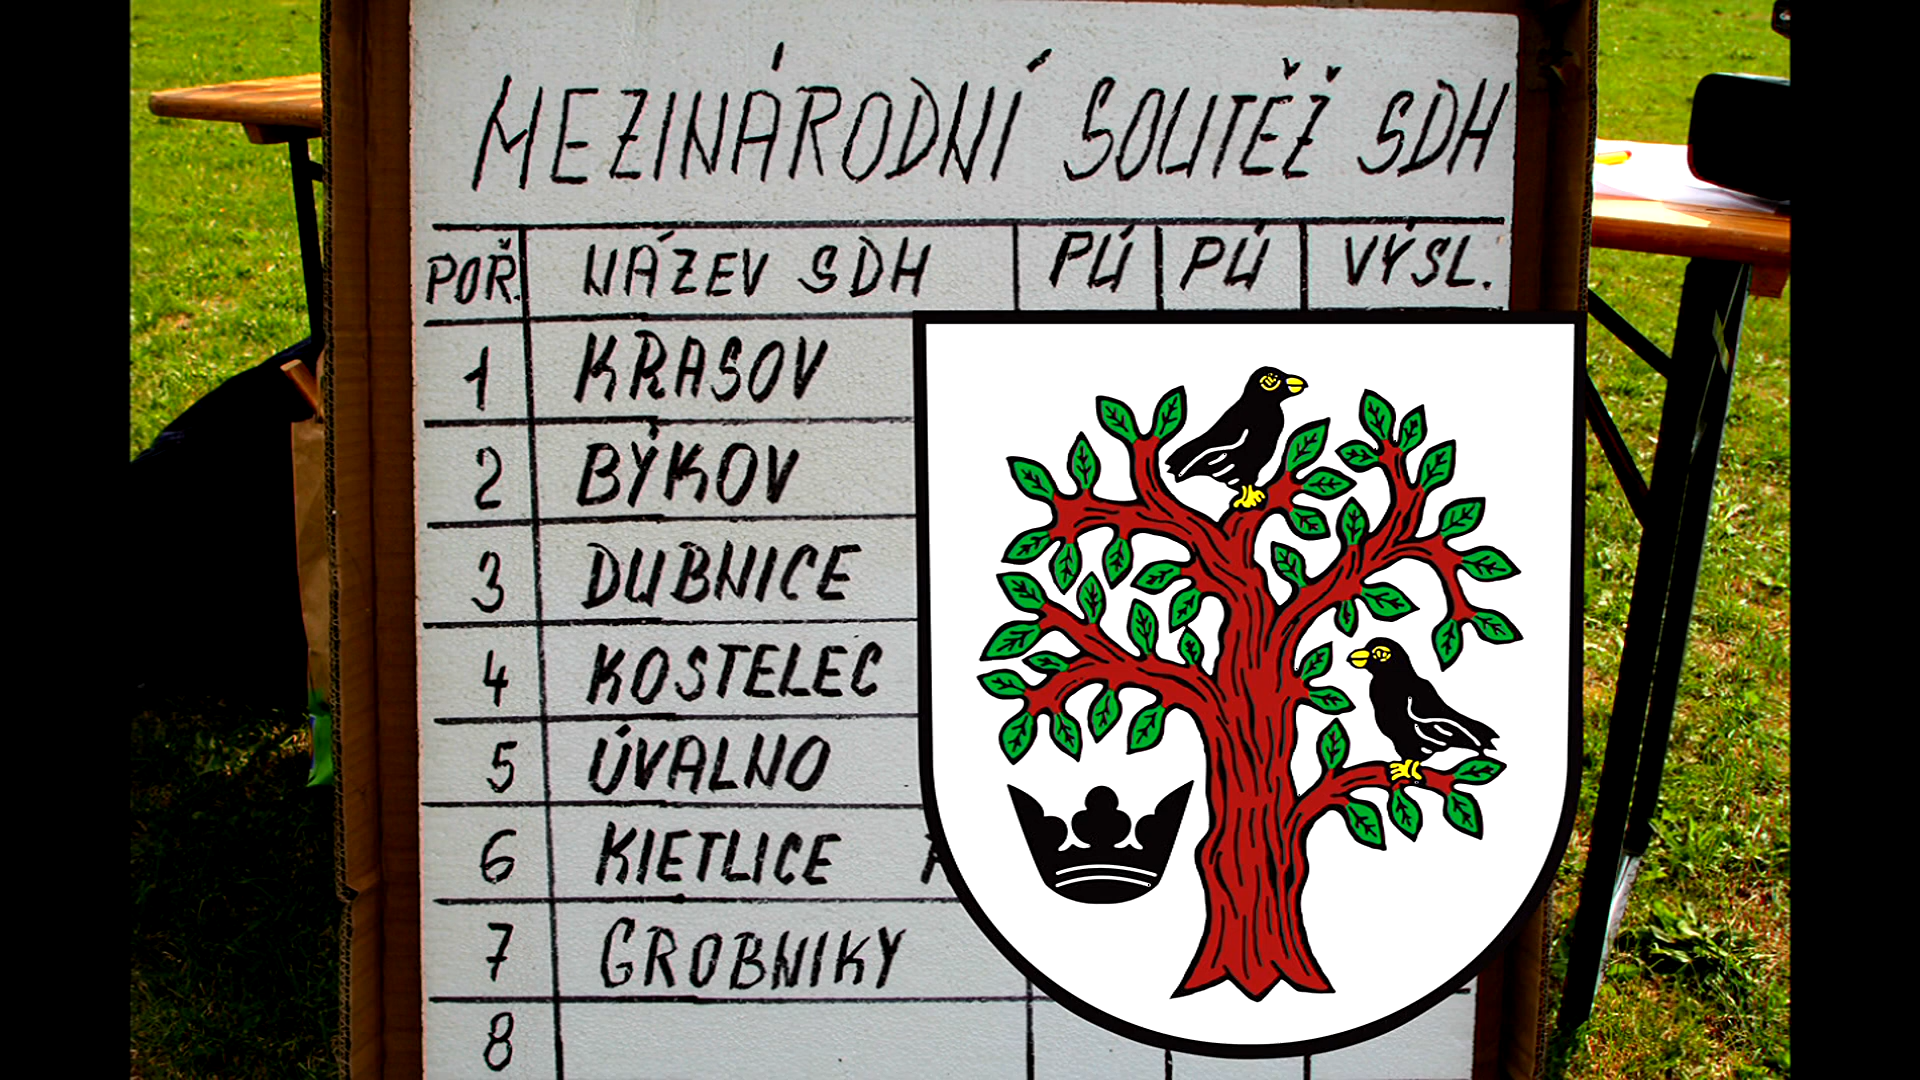 MEZINÁRODNÍ SOUTĚŽ SDH
POŘ. NÁZEV SDH PÚ PÚ VÝSL.
1 KRASOV
2 BÝKOV
3 DUBNICE
4 KOSTELEC
5 ÚVALNO
6 KIETLICE
7 GROBNIKY
8